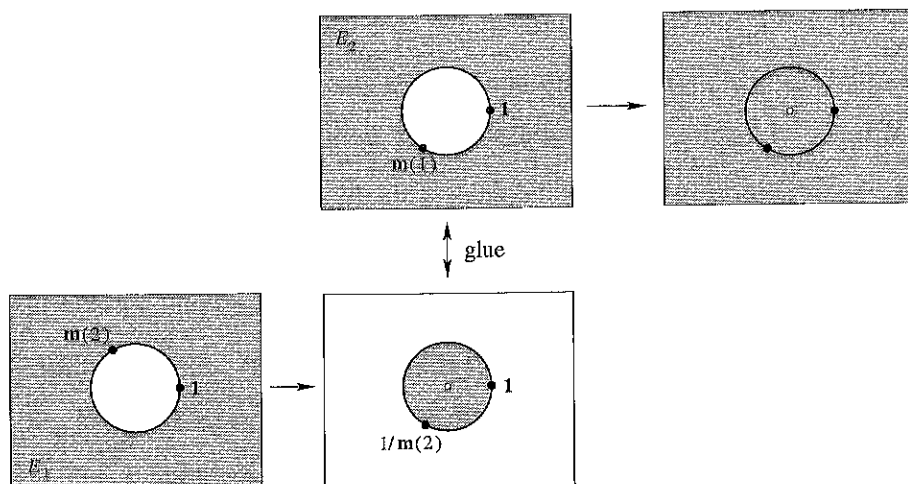 E₂
1
m(1)
glue
m(2)
1
E₁
1
1/m(2)